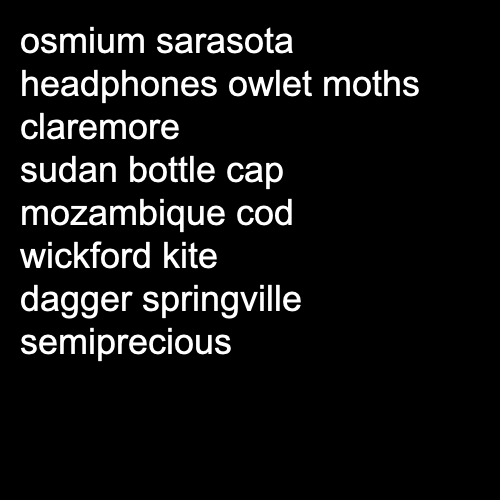 osmium sarasota
headphones owlet moths
claremore
sudan bottle cap
mozambique cod
wickford kite
dagger springville
semiprecious